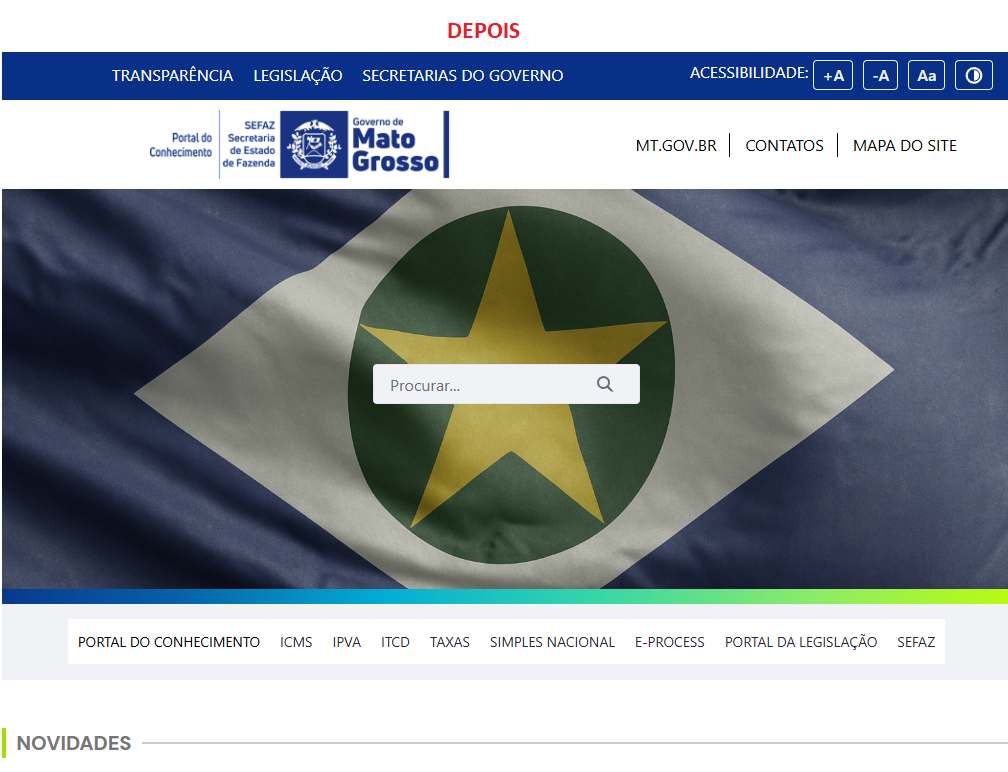 DEPOIS
TRANSPARÊNCIA LEGISLAÇÃO SECRETARIAS DO GOVERNO ACESSIBILIDADE: +A -A Aa
Portal do
Conhecimento
SEFAZ
Secretaria
de Estado
de Fazenda
Governo de
Mato
Grosso
MT.GOV.BR CONTATOS MAPA DO SITE
Procurar...
PORTAL DO CONHECIMENTO ICMS IPVA ITCD TAXAS SIMPLES NACIONAL E-PROCESS PORTAL DA LEGISLAÇÃO SEFAZ
NOVIDADES